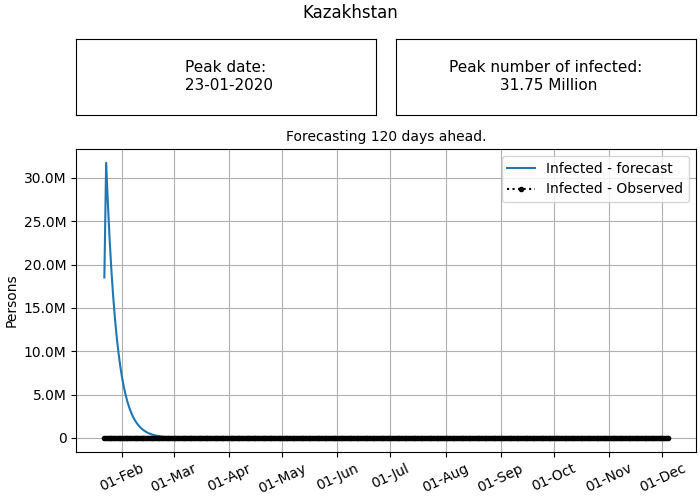 Kazakhstan
Peak date:
23-01-2020
Peak number of infected:
31.75 Million
Forecasting 120 days ahead.
Infected - forecast
Infected - Observed
Persons
30.0M
25.0M
20.0M
15.0M
10.0M
5.0M
0
01-Feb
01-Mar
01-Apr
01-May
01-Jun
01-Jul
01-Aug
01-Sep
01-Oct
01-Nov
01-Dec